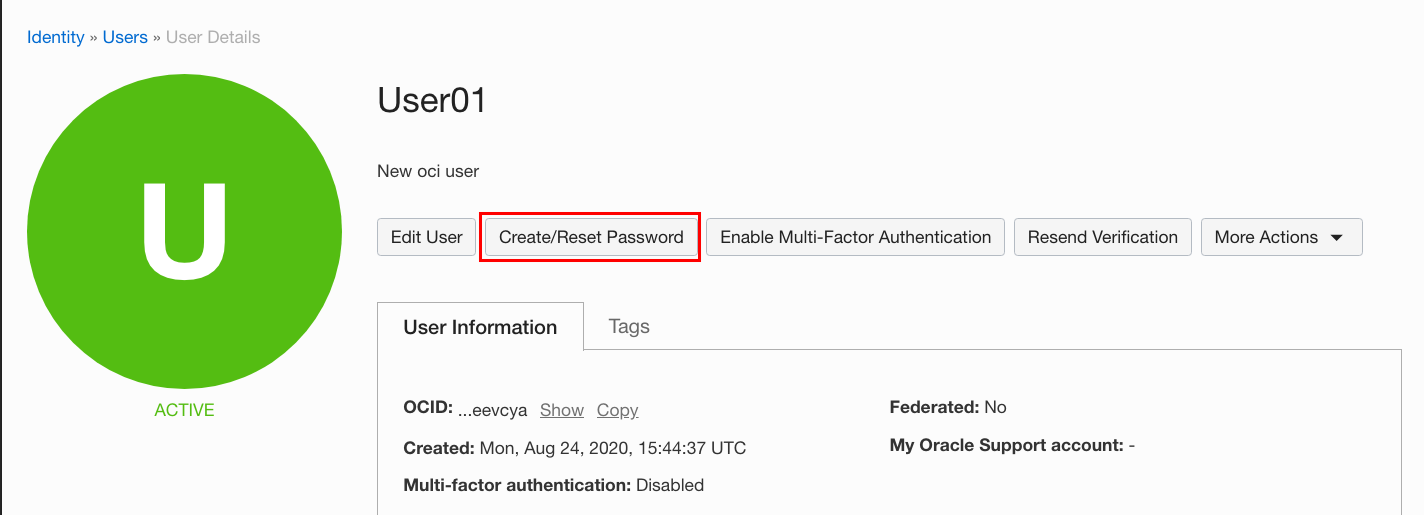 Identity » Users » User Details
U
ACTIVE
User01
New oci user
Edit User Create/Reset Password Enable Multi-Factor Authentication Resend Verification More Actions
User Information Tags
OCID: ...eevcya Show Copy
Created: Mon, Aug 24, 2020, 15:44:37 UTC
Multi-factor authentication: Disabled
Federated: No
My Oracle Support account: -